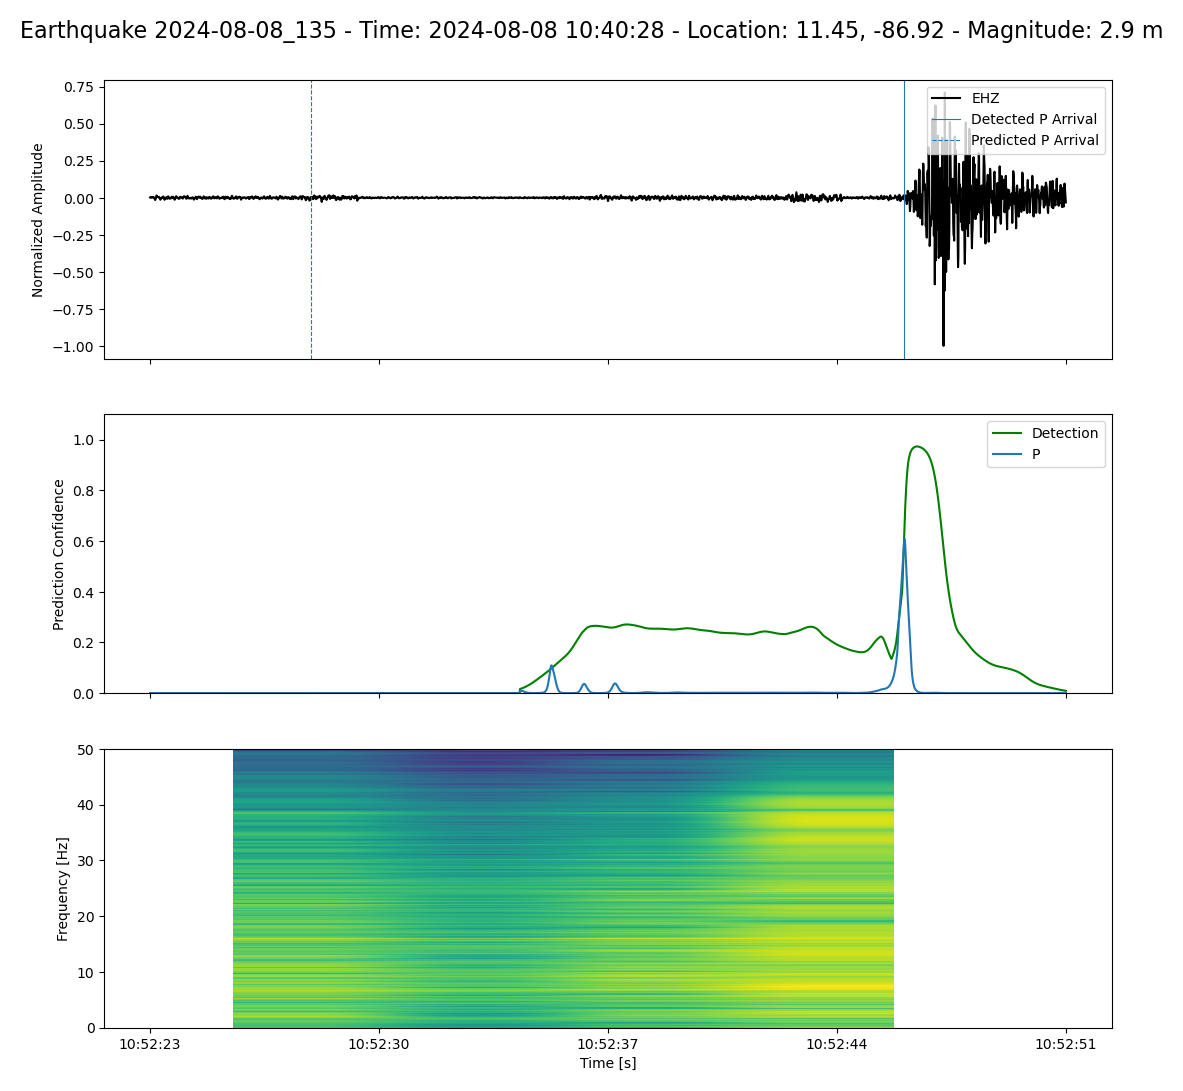 Earthquake 2024-08-08_135 - Time: 2024-08-08 10:40:28 - Location: 11.45, -86.92 - Magnitude: 2.9 m
0.75
0.50
0.25
0.00
−0.25
−0.50
−0.75
−1.00
Normalized Amplitude
EHZ
Detected P Arrival
Predicted P Arrival
1.0
0.8
0.6
0.4
0.2
0.0
Prediction Confidence
Detection
P
50
40
30
20
10
0
Frequency [Hz]
10:52:23 10:52:30 10:52:37 10:52:44 10:52:51
Time [s]